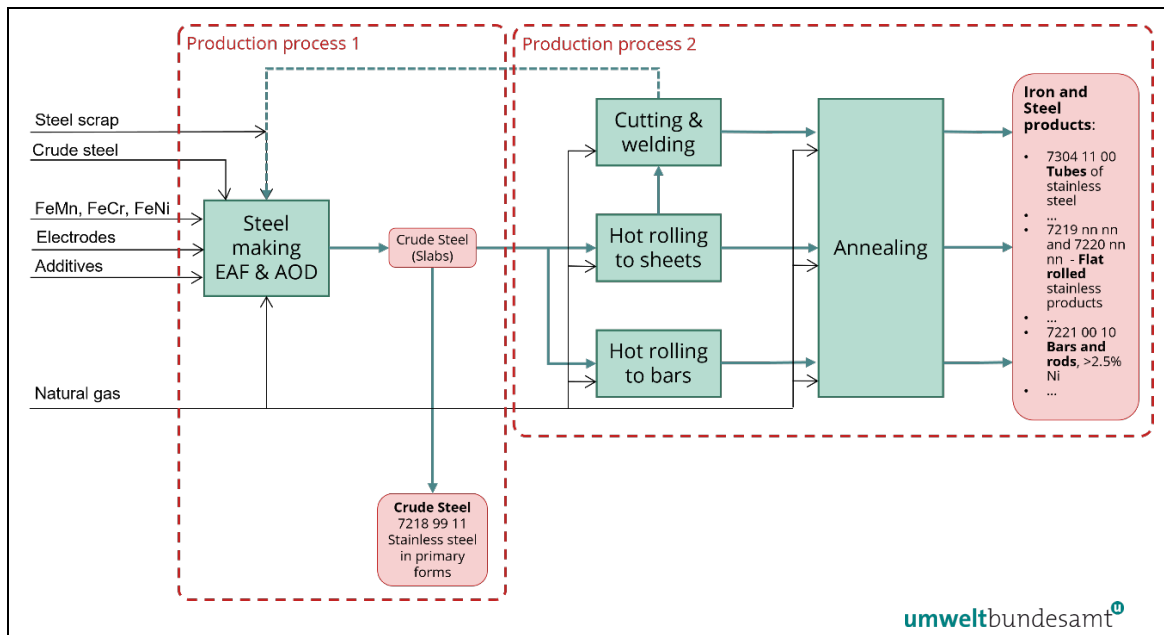 Production process 1
Production process 2
Steel scrap
Crude steel
FeMn, FeCr, FeNi
Electrodes
Additives
Natural gas
Steel
making
EAF & AOD
Crude Steel
(Slabs)
Crude Steel
7218 99 11
Stainless steel
in primary
forms
Cutting &
welding
Hot rolling
to sheets
Hot rolling
to bars
Annealing
Iron and
Steel
products:
• 7304 11 00
Tubes of
stainless
steel
• ...
• 7219 nn nn
and 7220 nn
nn - Flat
rolled
stainless
products
• ...
• 7221 00 10
Bars and
rods, >2.5%
Ni
• ...
umweltbundesamt u